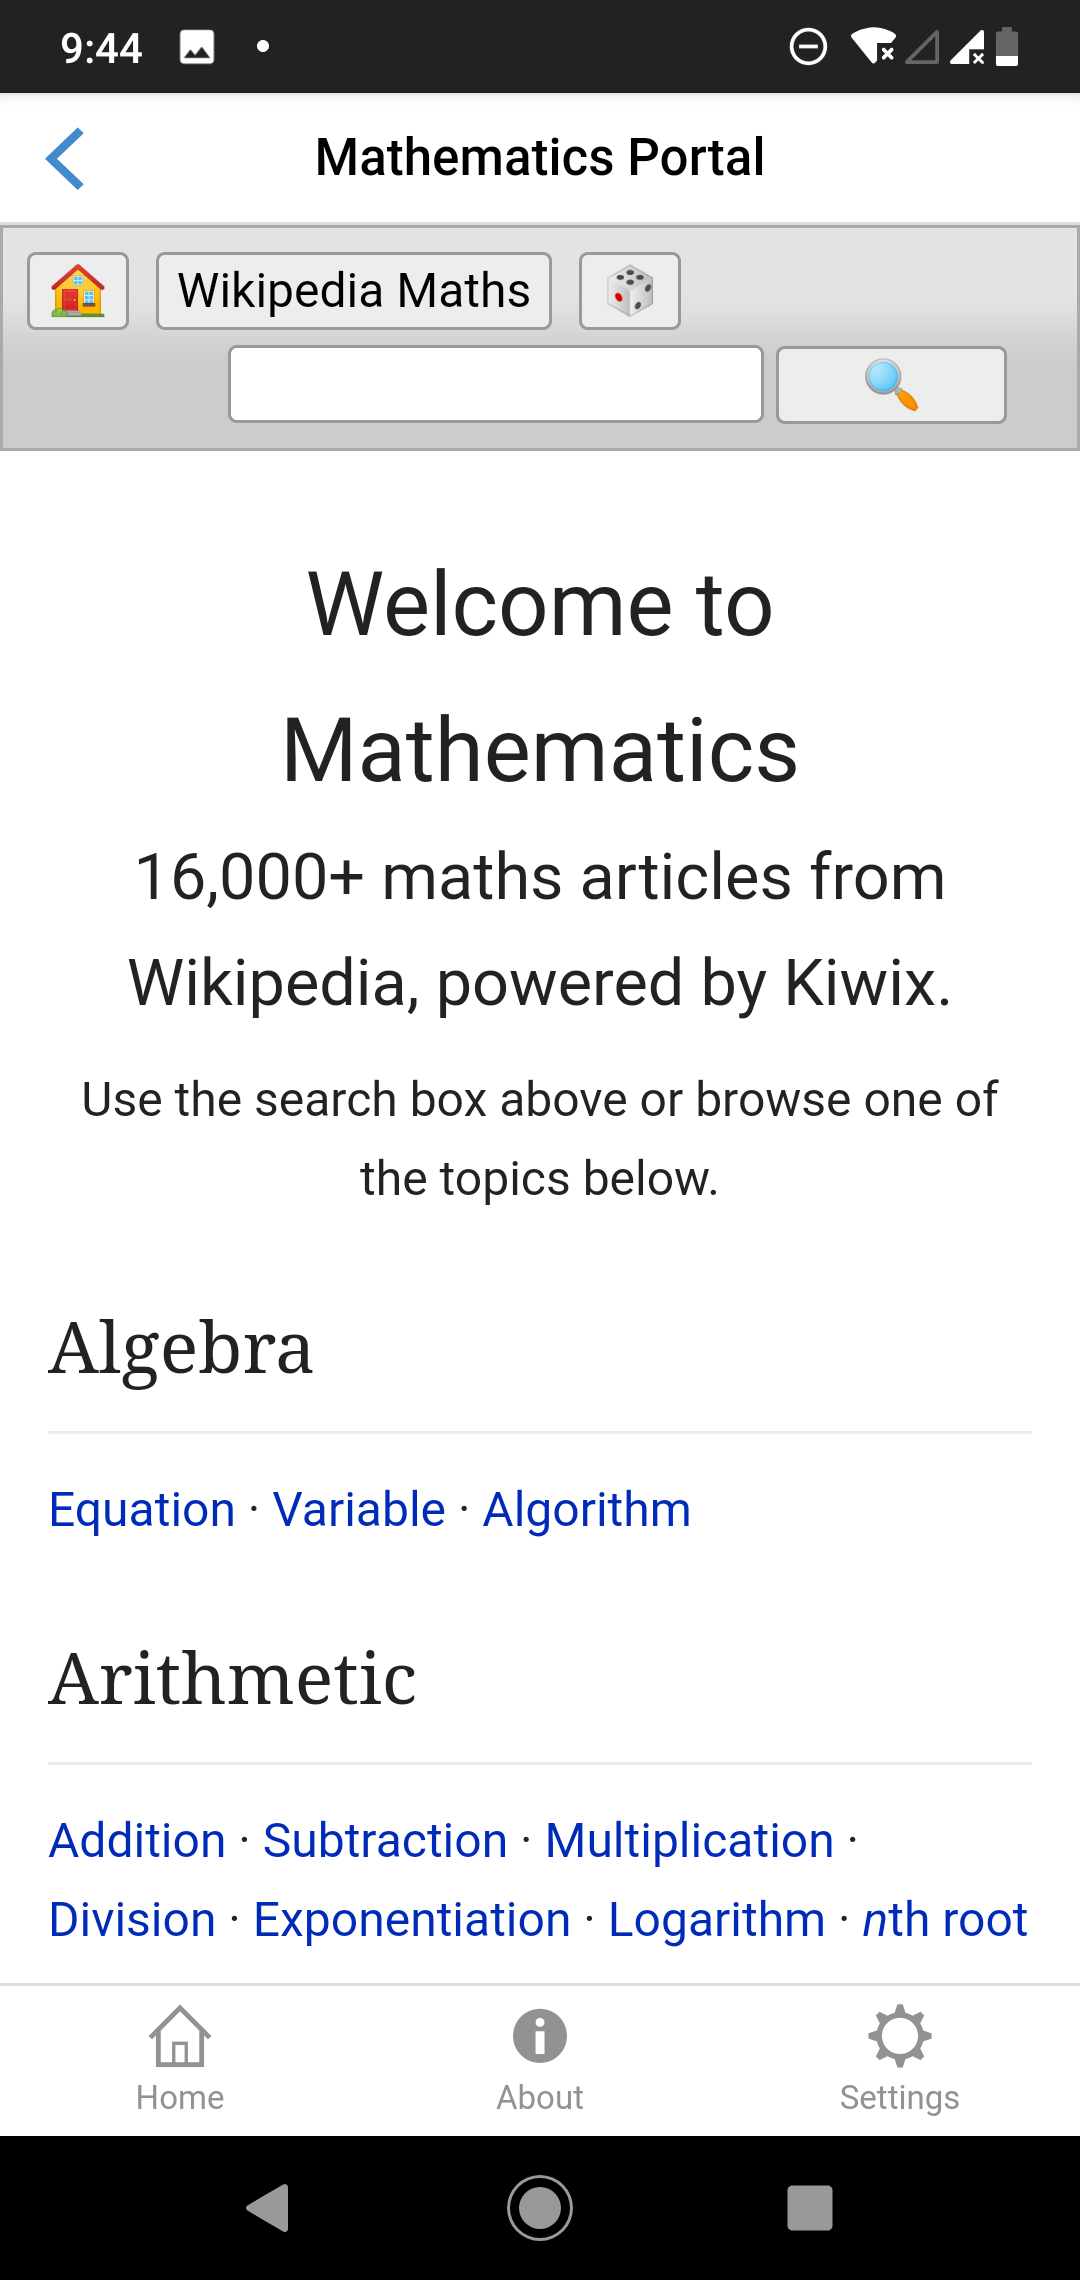 9:44
Mathematics Portal
Wikipedia Maths
Welcome to
Mathematics
16,000+ maths articles from
Wikipedia, powered by Kiwix.
Use the search box above or browse one of
the topics below.
Algebra
Equation · Variable · Algorithm
Arithmetic
Addition · Subtraction · Multiplication ·
Division · Exponentiation · Logarithm · nth root
Home About Settings